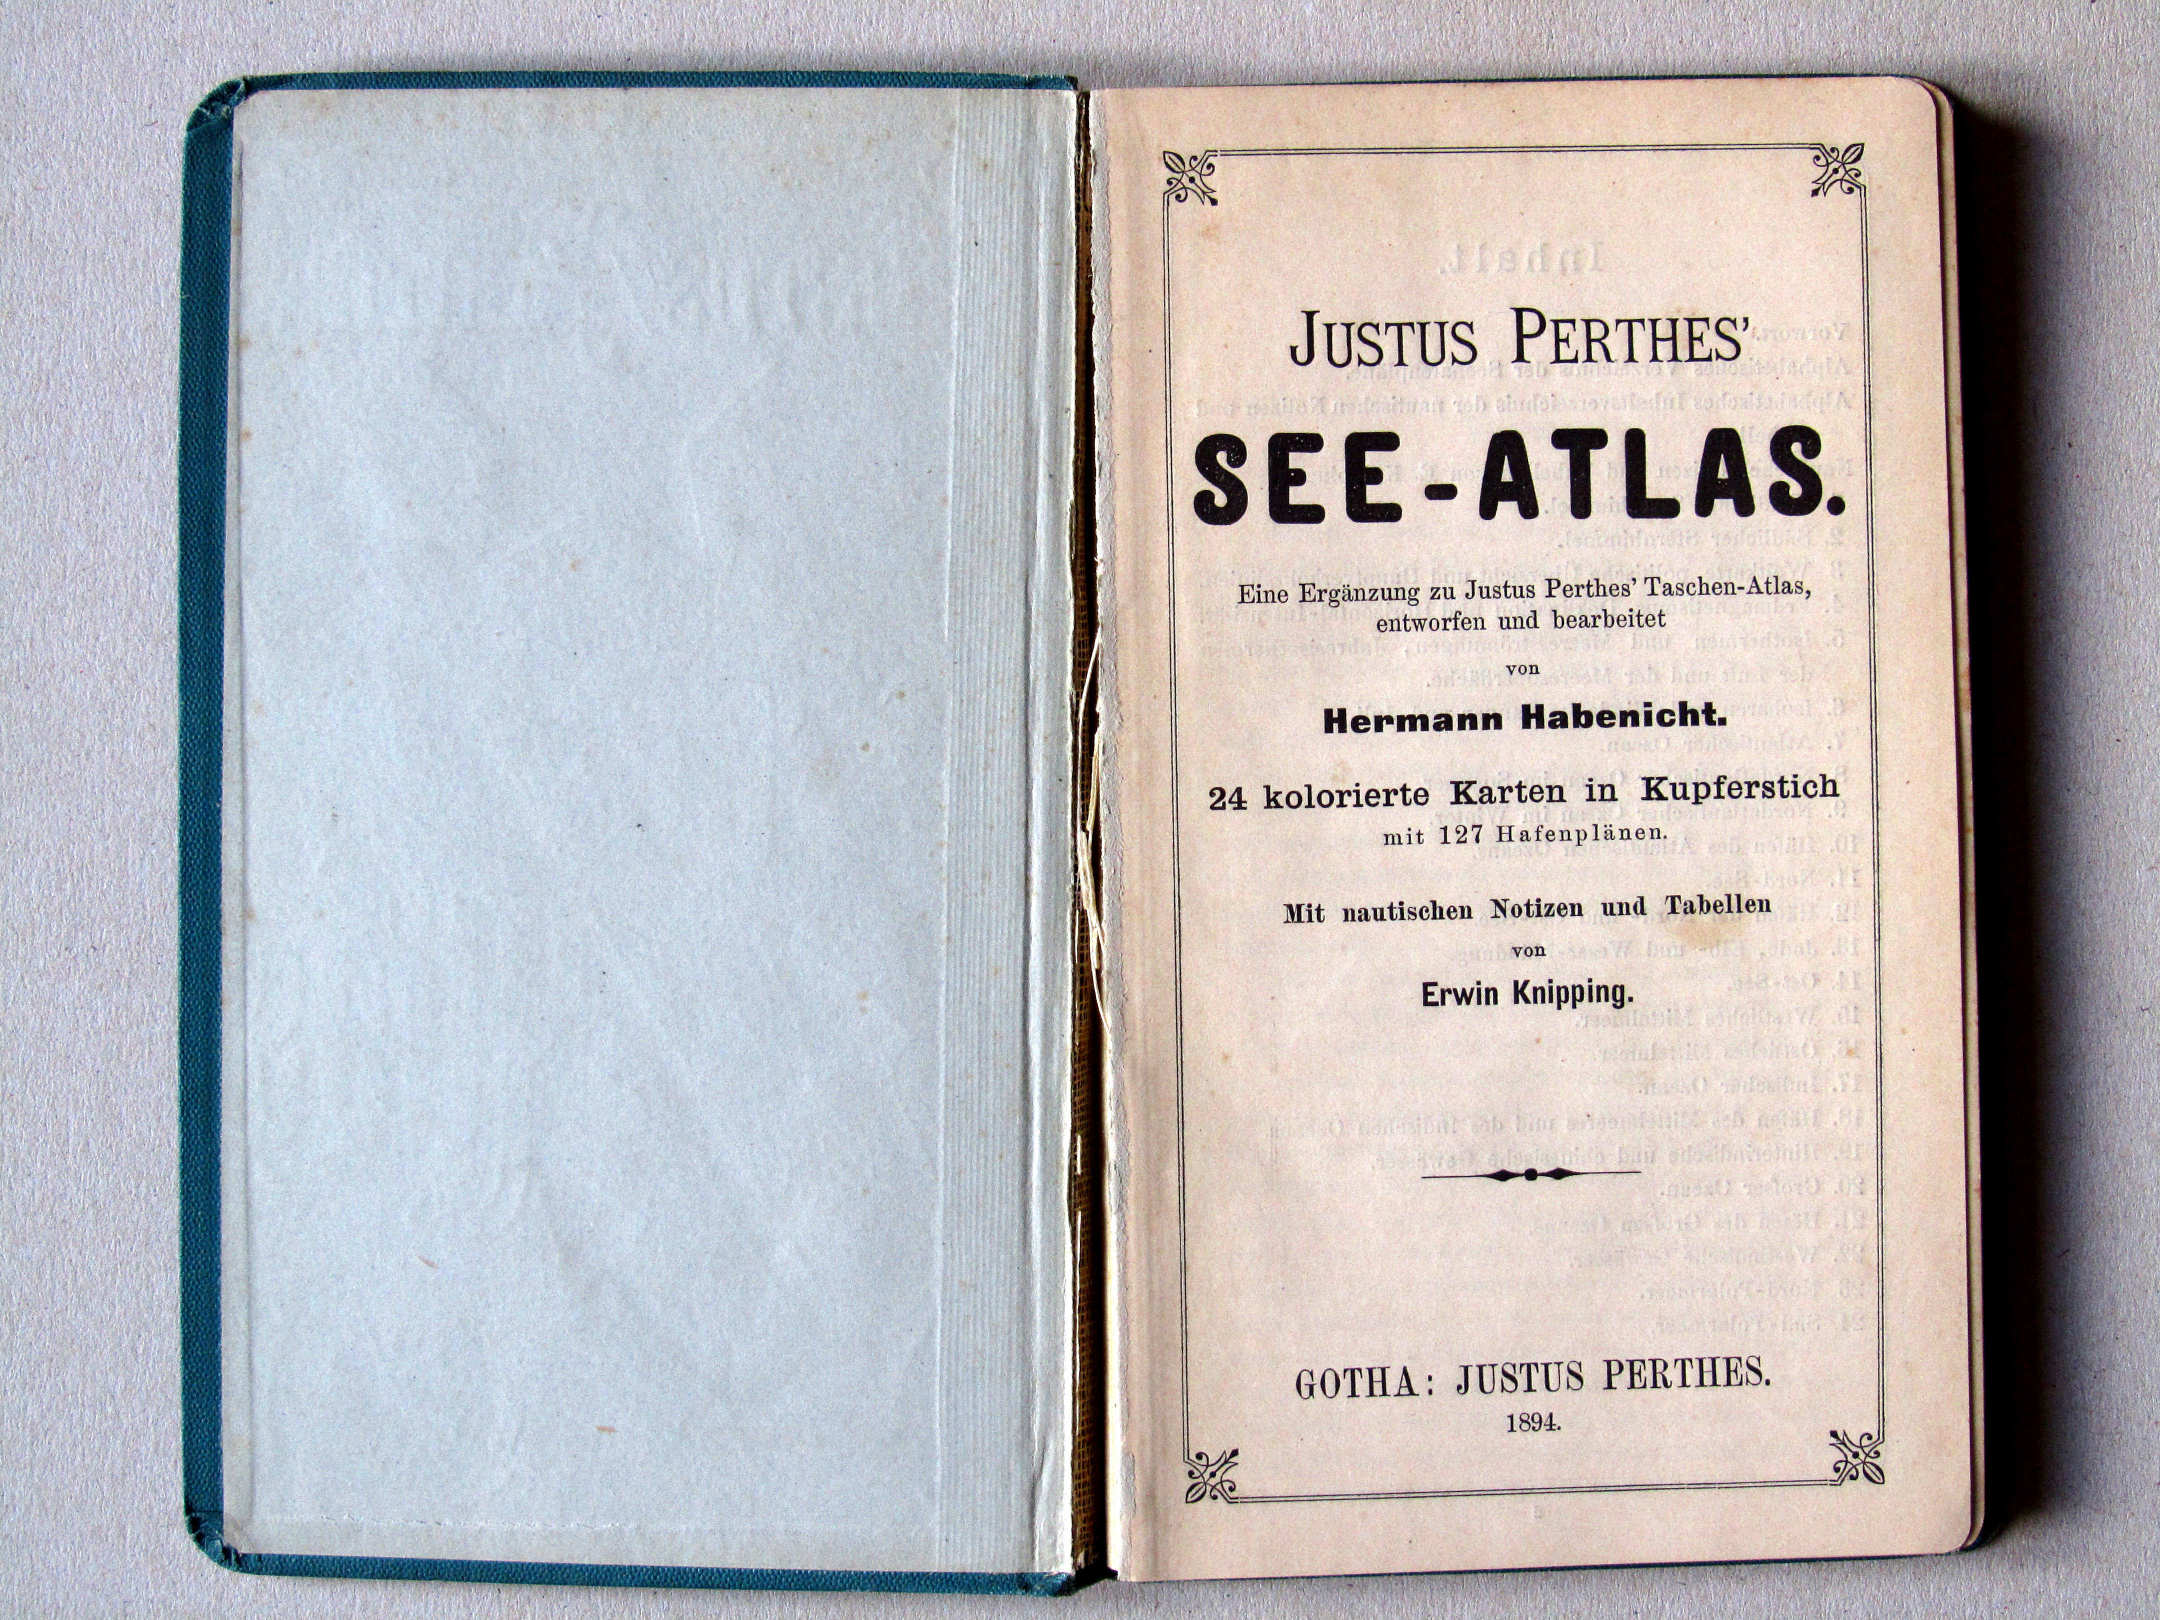 JUSTUS PERTHES'
SEE-ATLAS.
Eine Ergänzung zu Justus Perthes' Taschen-Atlas,
entworfen und bearbeitet
von
Hermann Habenicht.
24 kolorierte Karten in Kupferstich
mit 127 Hafenplänen.
Mit nautischen Notizen und Tabellen
von
Erwin Knipping.
GOTHA: JUSTUS PERTHES.
1894.